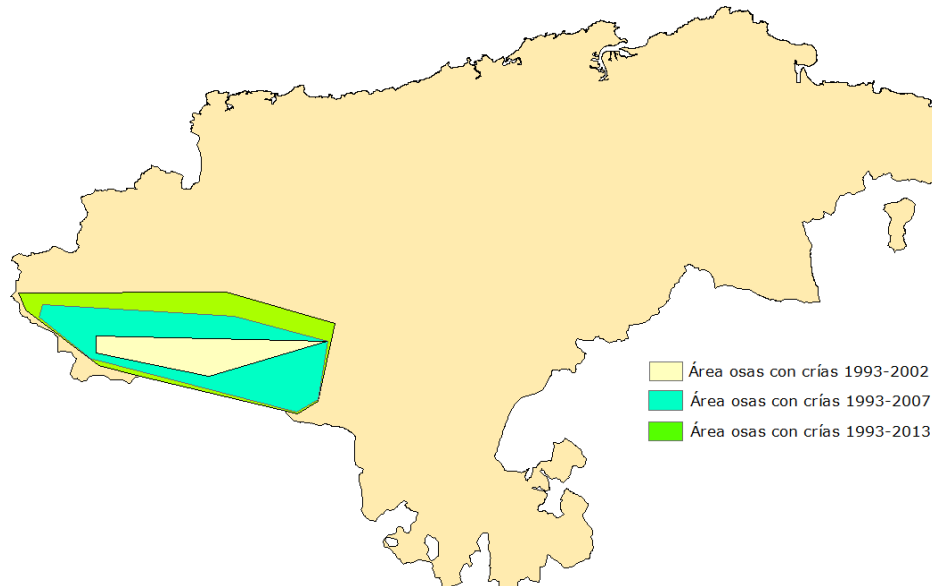 Área osas con crías 1993-2002
Área osas con crías 1993-2007
Área osas con crías 1993-2013